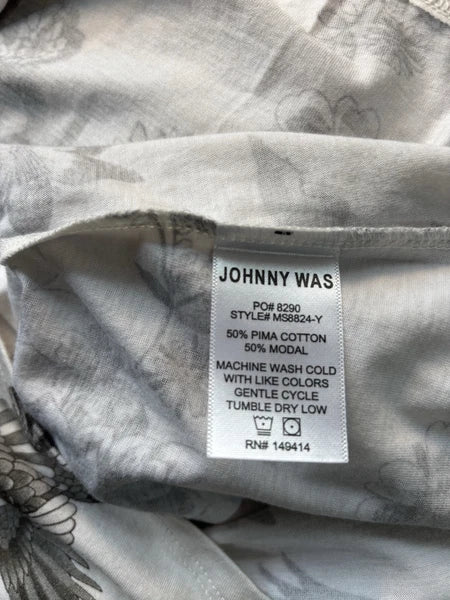 JOHNNY WAS
PO# 8290
STYLE# MS8824-Y
50% PIMA COTTON
50% MODAL
MACHINE WASH COLD
WITH LIKE COLORS
GENTLE CYCLE
TUMBLE DRY LOW
RN# 149414